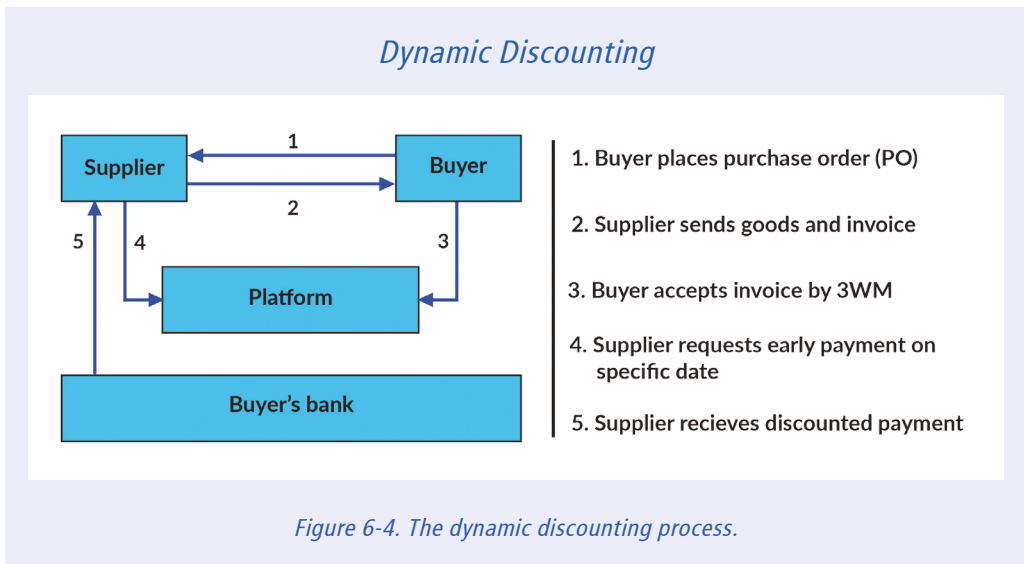 Dynamic Discounting
Supplier
1
2
Buyer
5
4
3
Platform
Buyer's bank
1. Buyer places purchase order (PO)
2. Supplier sends goods and invoice
3. Buyer accepts invoice by 3WM
4. Supplier requests early payment on
specific date
5. Supplier recieves discounted payment
Figure 6-4. The dynamic discounting process.